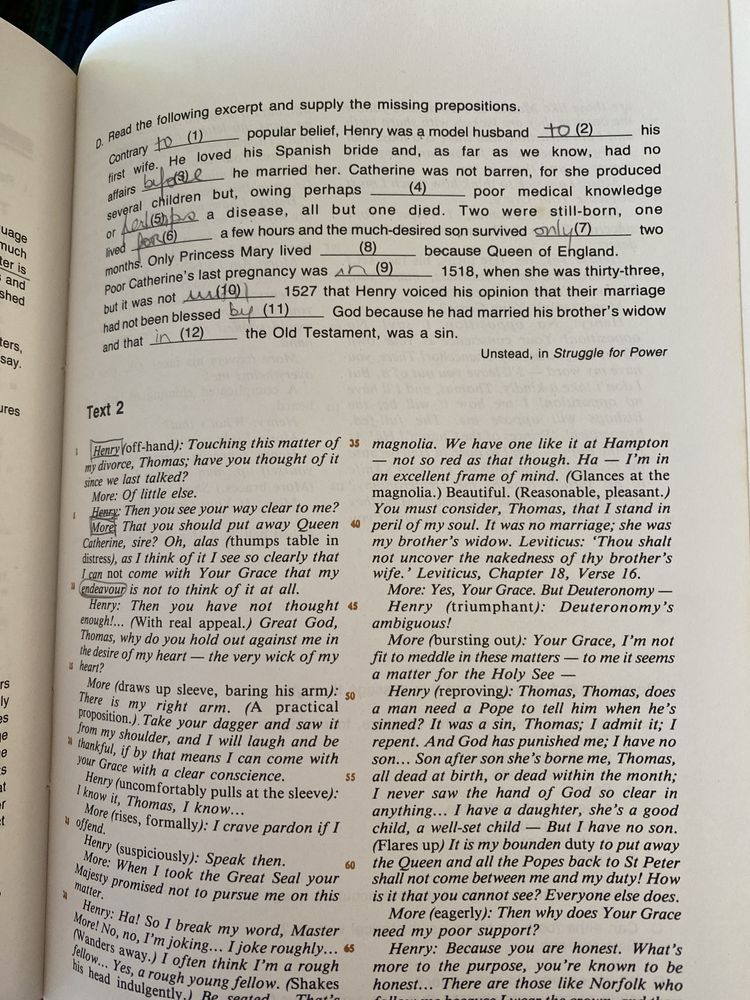 D. Read the following excerpt and supply the missing prepositions.
Contrary to (1) popular belief, Henry was a model husband to (2) his
first wife. He loved his Spanish bride and, as far as we know, had no
affairs before (3) he married her. Catherine was not barren, for she produced
several children but, owing perhaps (4) poor medical knowledge
or perhaps (5) a disease, all but one died. Two were still-born, one
lived for (6) a few hours and the much-desired son survived only (7) two
months. Only Princess Mary lived (8) because Queen of England.
Poor Catherine's last pregnancy was in (9) 1518, when she was thirty-three,
but it was not until (10) 1527 that Henry voiced his opinion that their marriage
had not been blessed by (11) God because he had married his brother's widow
and that in (12) the Old Testament, was a sin.
Unstead, in Struggle for Power
Text 2
Henry (off-hand): Touching this matter of
my divorce, Thomas; have you thought of it
since we last talked?
More: Of little else.
Henry: Then you see your way clear to me?
More: That you should put away Queen
Catherine, sire? Oh, alas (thumps table in
distress), as I think of it I see so clearly that
I can not come with Your Grace that my
endeavour is not to think of it at all.
Henry: Then you have not thought
enough!... (With real appeal.) Great God,
Thomas, why do you hold out against me in
the desire of my heart — the very wick of my
heart?
More (draws up sleeve, baring his arm):
There is my right arm. (A practical
proposition.) Take your dagger and saw it
from my shoulder, and I will laugh and be
thankful, if by that means I can come with
your Grace with a clear conscience.
Henry (uncomfortably pulls at the sleeve):
I know it, Thomas, I know...
More (rises, formally): I crave pardon if I
offend.
Henry (suspiciously): Speak then.
More: When I took the Great Seal your
Majesty promised not to pursue me on this
matter.
Henry: Ha! So I break my word, Master
More! No, no, I'm joking... I joke roughly...
(Wanders away.) I often think I'm a rough
fellow... Yes, a rough young fellow. (Shakes
his head indulgently.) Be seated. That's
35 magnolia. We have one like it at Hampton
— not so red as that though. Ha — I'm in
an excellent frame of mind. (Glances at the
magnolia.) Beautiful. (Reasonable, pleasant.)
You must consider, Thomas, that I stand in
40 peril of my soul. It was no marriage; she was
my brother's widow. Leviticus: 'Thou shalt
not uncover the nakedness of thy brother's
wife.' Leviticus, Chapter 18, Verse 16.
More: Yes, Your Grace. But Deuteronomy —
45 Henry (triumphant): Deuteronomy's
ambiguous!
More (bursting out): Your Grace, I'm not
fit to meddle in these matters — to me it seems
a matter for the Holy See —
50 Henry (reproving): Thomas, Thomas, does
a man need a Pope to tell him when he's
sinned? It was a sin, Thomas; I admit it; I
repent. And God has punished me; I have no
son... Son after son she's borne me, Thomas,
55 all dead at birth, or dead within the month;
I never saw the hand of God so clear in
anything... I have a daughter, she's a good
child, a well-set child — But I have no son.
(Flares up) It is my bounden duty to put away
60 the Queen and all the Popes back to St Peter
shall not come between me and my duty! How
is it that you cannot see? Everyone else does.
More (eagerly): Then why does Your Grace
need my poor support?
65 Henry: Because you are honest. What's
more to the purpose, you're known to be
honest... There are those like Norfolk who